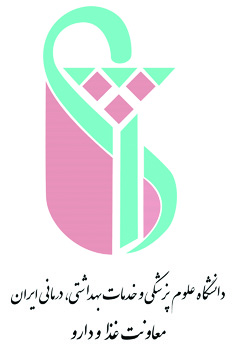 دانشگاه علوم پزشکی و خدمات بهداشتی، درمانی ایران
معاونت غذا و دارو